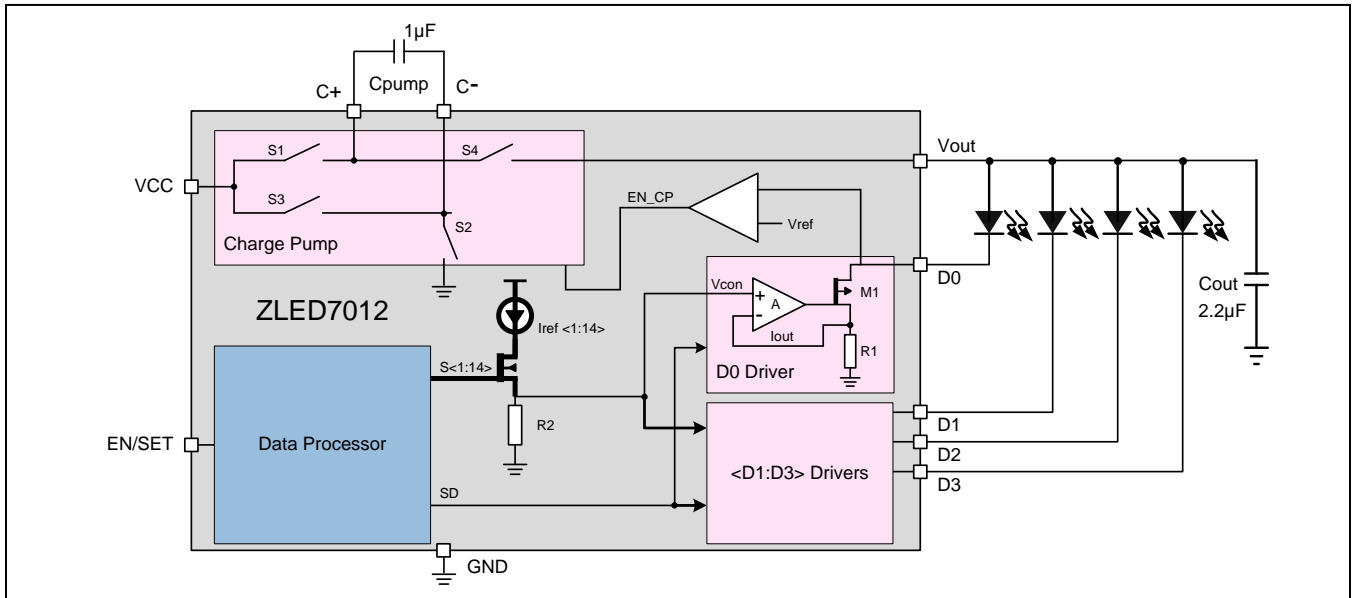 1µF
Cpump
C+
C-
S1
S4
Vout
VCC
S3
EN_CP
Vref
S2
Charge Pump
D0
Vcon
+
A
-
M1
Cout
2.2µF
ZLED7012
Iref <1:14>
Iout
R1
S<1:14>
D0 Driver
R2
D1
EN/SET
Data Processor
D2
<D1:D3> Drivers
D3
SD
GND